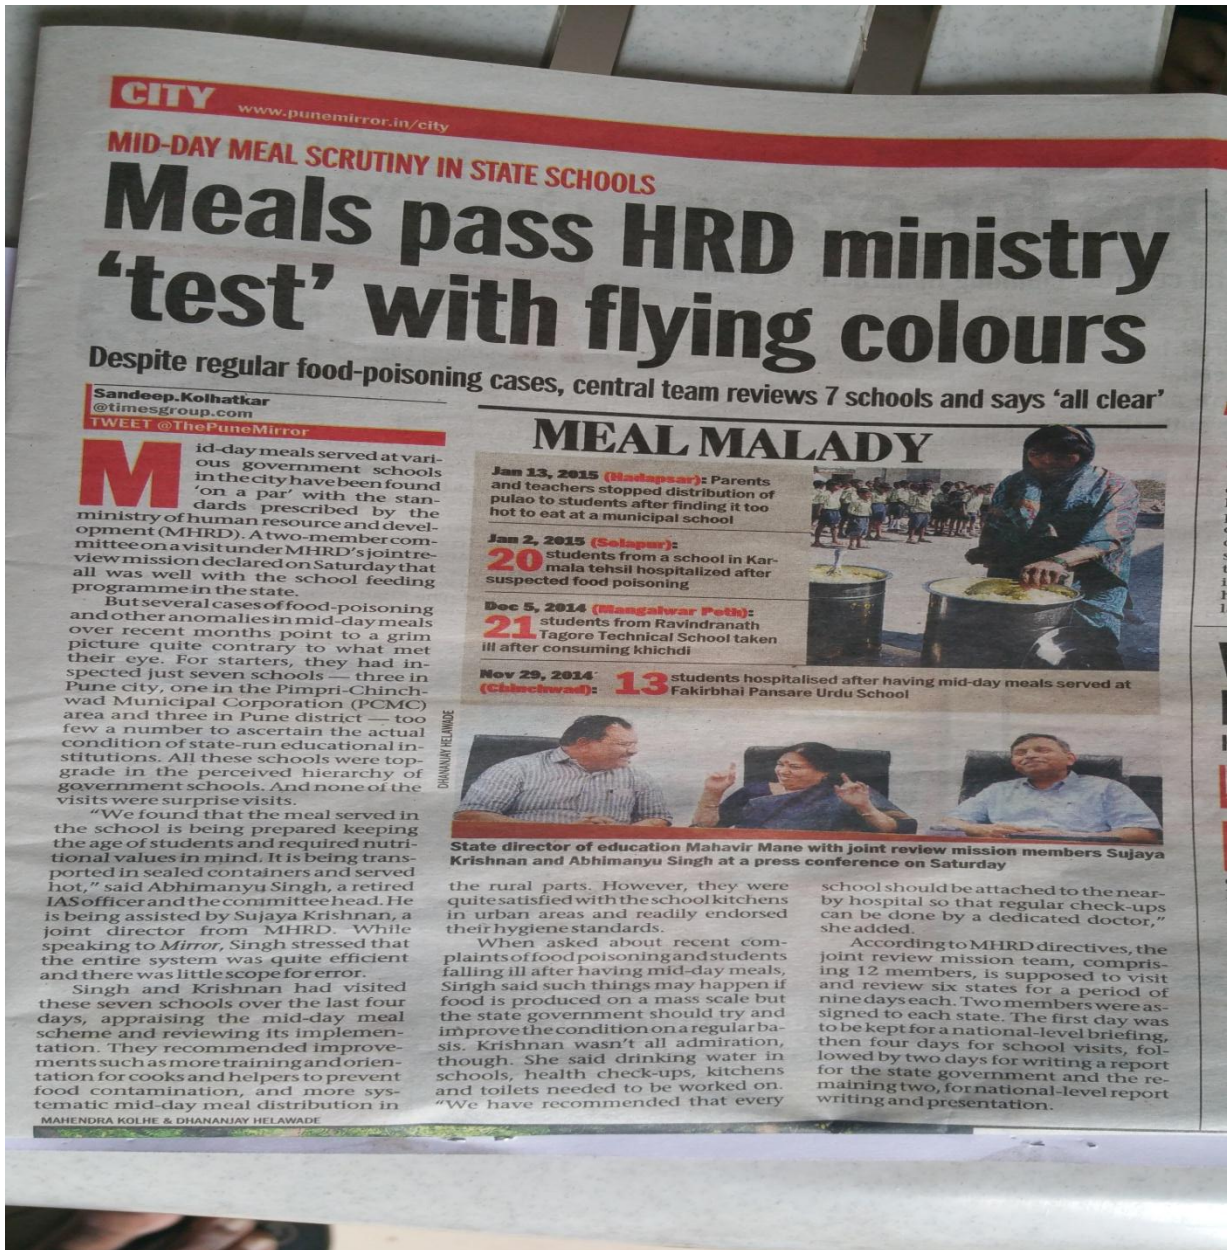 CITY
www.punemirror.in/city
MID-DAY MEAL SCRUTINY IN STATE SCHOOLS
Meals pass HRD ministry
‘test’ with flying colours
Despite regular food-poisoning cases, central team reviews 7 schools and says ‘all clear’
Sandeep.Kolhatkar
@timesgroup.com
TWEET @ThePuneMirror
Mid-day meals served at vari-
ous government schools
in the city have been found
‘on a par’ with the stan-
dards prescribed by the
ministry of human resource and devel-
opment (MHRD). A two-member com-
mittee on a visit under MHRD’s joint re-
view mission declared on Saturday that
all was well with the school feeding
programme in the state.
But several cases of food-poisoning
and other anomalies in mid-day meals
over recent months point to a grim
picture quite contrary to what met
their eye. For starters, they had in-
spected just seven schools — three in
Pune city, one in the Pimpri-Chinch-
wad Municipal Corporation (PCMC)
area and three in Pune district — too
few a number to ascertain the actual
condition of state-run educational in-
stitutions. All these schools were top-
grade in the perceived hierarchy of
government schools. And none of the
visits were surprise visits.
“We found that the meal served in
the school is being prepared keeping
the age of students and required nutri-
tional values in mind. It is being trans-
ported in sealed containers and served
hot,” said Abhimanyu Singh, a retired
IAS officer and the committee head. He
is being assisted by Sujaya Krishnan, a
joint director from MHRD. While
speaking to Mirror, Singh stressed that
the entire system was quite efficient
and there was little scope for error.
Singh and Krishnan had visited
these seven schools over the last four
days, appraising the mid-day meal
scheme and reviewing its implemen-
tation. They recommended improve-
ments such as more training and orien-
tation for cooks and helpers to prevent
food contamination, and more sys-
tematic mid-day meal distribution in
MAHENDRA KOLHE & DHANANJAY HELAWADE
MEAL MALADY
Jan 13, 2015 (Hadapsar): Parents
and teachers stopped distribution of
pulao to students after finding it too
hot to eat at a municipal school
Jan 2, 2015 (Solapur):
20 students from a school in Kar-
mala tehsil hospitalized after
suspected food poisoning
Dec 5, 2014 (Mangalwar Peth):
21 students from Ravindranath
Tagore Technical School taken
ill after consuming khichdi
Nov 29, 2014
(Chinchwad): 13 students hospitalised after having mid-day meals served at
Fakirbhai Pansare Urdu School
DHANANJAY HELAWADE
State director of education Mahavir Mane with joint review mission members Sujaya
Krishnan and Abhimanyu Singh at a press conference on Saturday
the rural parts. However, they were
quite satisfied with the school kitchens
in urban areas and readily endorsed
their hygiene standards.
When asked about recent com-
plaints of food poisoning and students
falling ill after having mid-day meals,
Singh said such things may happen if
food is produced on a mass scale but
the state government should try and
improve the condition on a regular ba-
sis. Krishnan wasn’t all admiration,
though. She said drinking water in
schools, health check-ups, kitchens
and toilets needed to be worked on.
“We have recommended that every
school should be attached to the near-
by hospital so that regular check-ups
can be done by a dedicated doctor,”
she added.
According to MHRD directives, the
joint review mission team, compris-
ing 12 members, is supposed to visit
and review six states for a period of
nine days each. Two members were as-
signed to each state. The first day was
to be kept for a national-level briefing,
then four days for school visits, fol-
lowed by two days for writing a report
for the state government and the re-
maining two, for national-level report
writing and presentation.